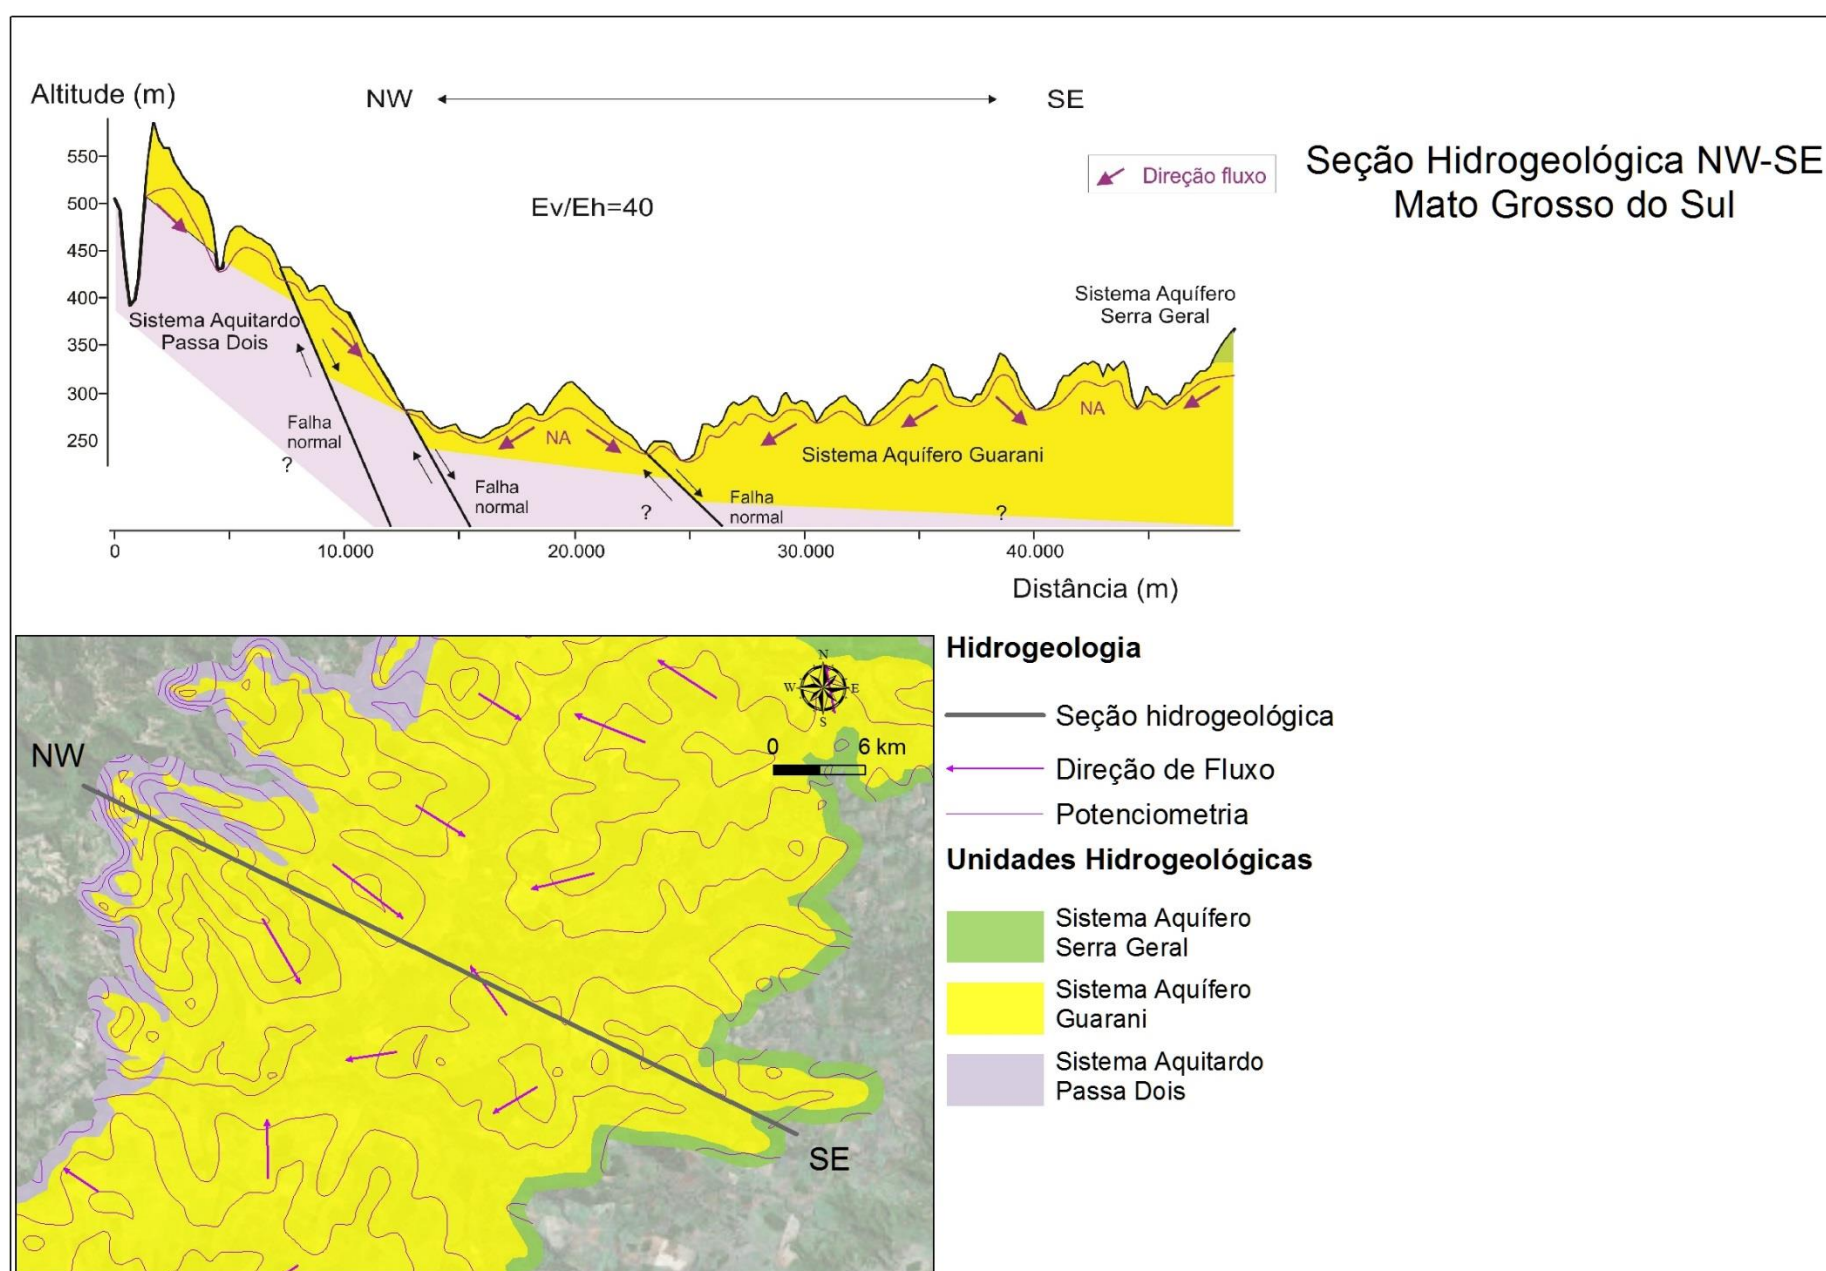 Altitude (m)
NW
SE
Seção Hidrogeológica NW-SE
Mato Grosso do Sul
Direção fluxo
Ev/Eh=40
550
500
450
400
350
300
250
Sistema Aquífero
Serra Geral
Sistema Aquitardo
Passa Dois
Falha
normal
?
NA
Falha
normal
?
Falha
normal
Sistema Aquífero Guarani
NA
?
0
10.000
20.000
30.000
40.000
Distância (m)
NW
N
W
E
S
0
6 km
SE
Hidrogeologia
Seção hidrogeológica
Direção de Fluxo
Potenciometria
Unidades Hidrogeológicas
Sistema Aquífero
Serra Geral
Sistema Aquífero
Guarani
Sistema Aquitardo
Passa Dois